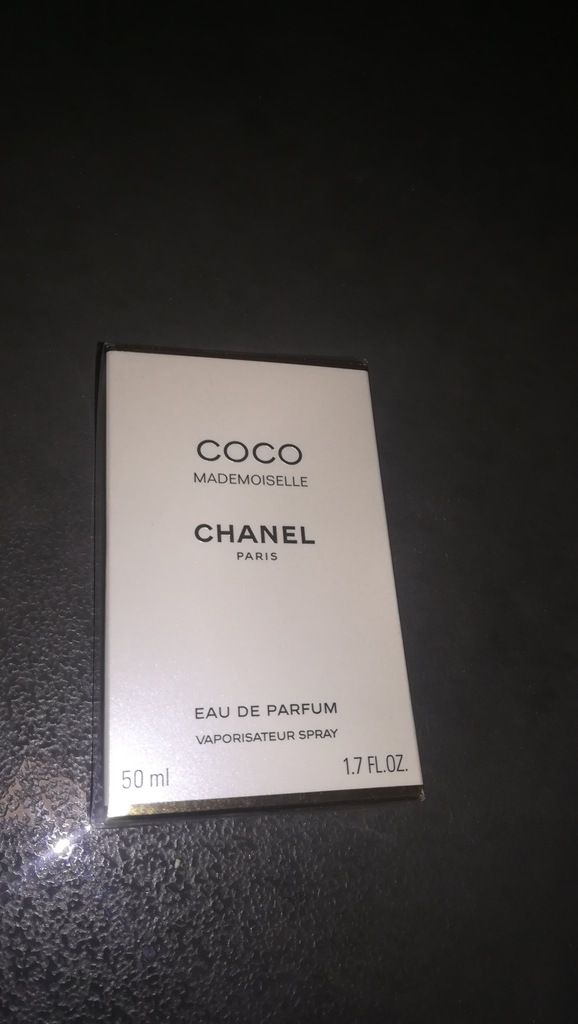 COCO
MADEMOISELLE
CHANEL
PARIS
EAU DE PARFUM
VAPORISATEUR SPRAY
50 ml 1.7 FL.OZ.